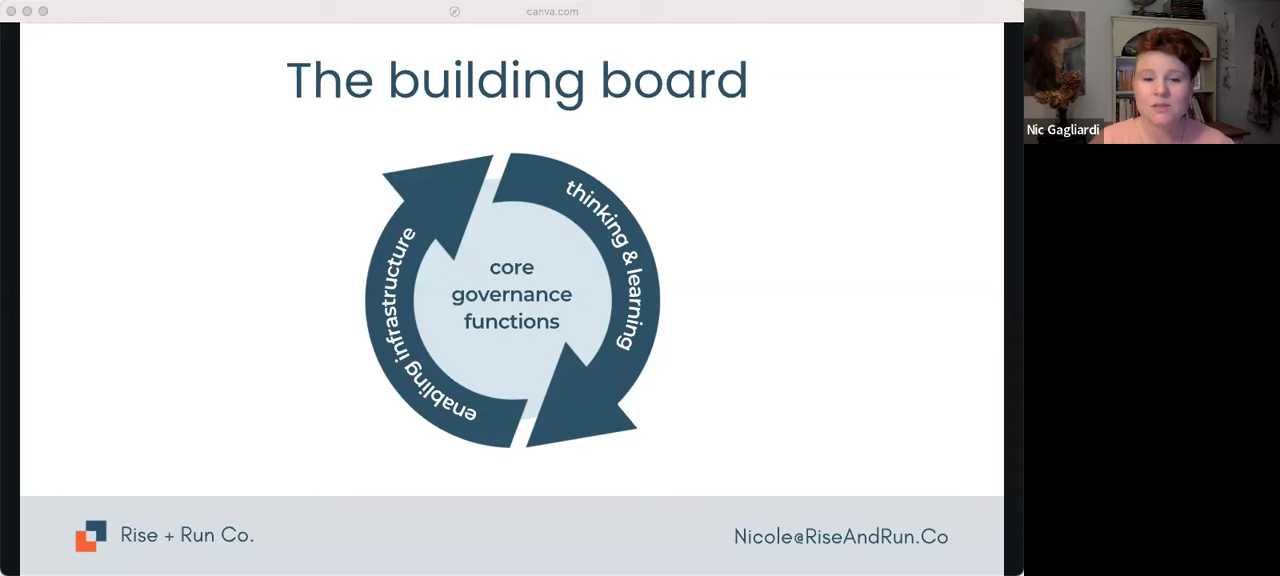 canva.com
The building board
thinking & learning
core
governance
functions
enabling infrastructure
Rise + Run Co.
Nicole@RiseAndRun.Co
Nic Gagliardi